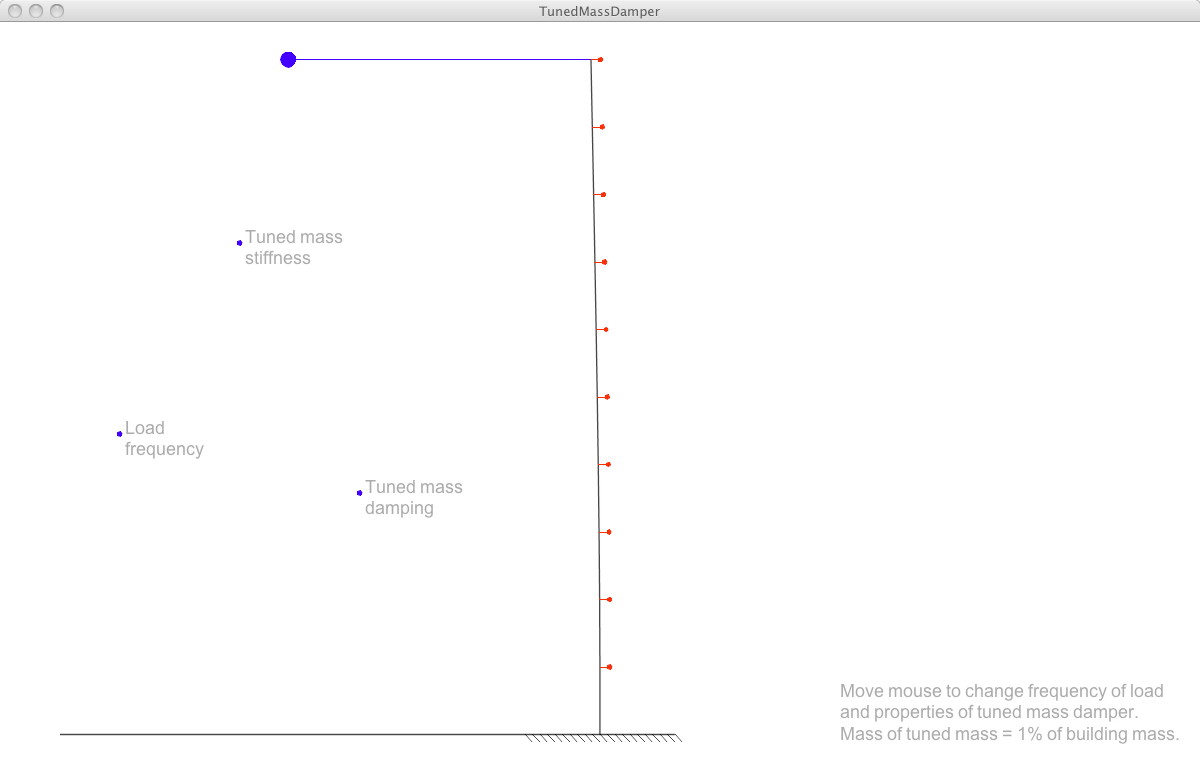 TunedMassDamper
Tuned mass
stiffness
Load
frequency
Tuned mass
damping
Move mouse to change frequency of load
and properties of tuned mass damper.
Mass of tuned mass = 1% of building mass.